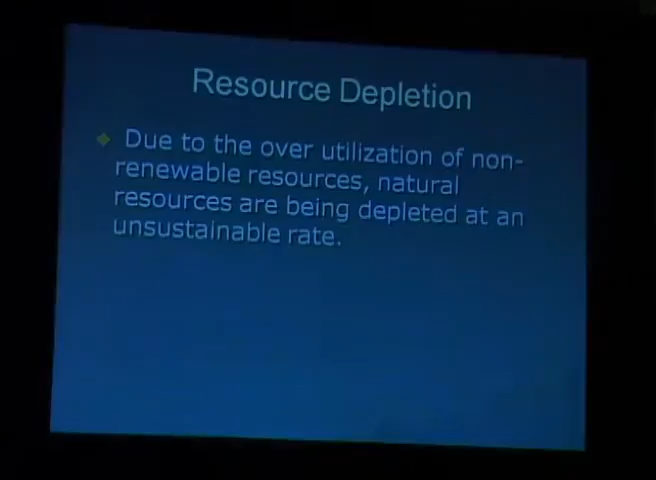 Resource Depletion
Due to the over utilization of non-
renewable resources, natural
resources are being depleted at an
unsustainable rate.